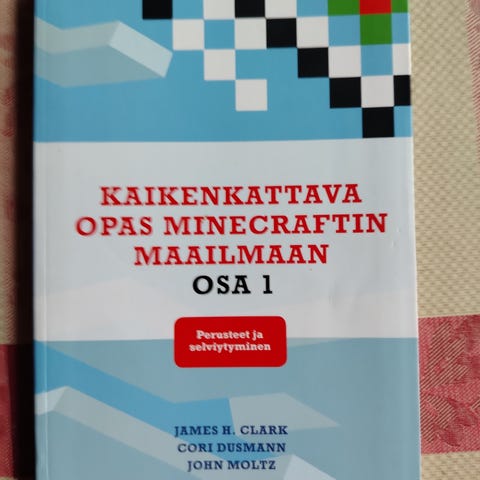 KAIKENKATTAVA
OPAS MINECRAFTIN
MAAILMAAN
OSA 1
Perusteet ja
selviytyminen
JAMES H. CLARK
CORI DUSMANN
JOHN MOLTZ